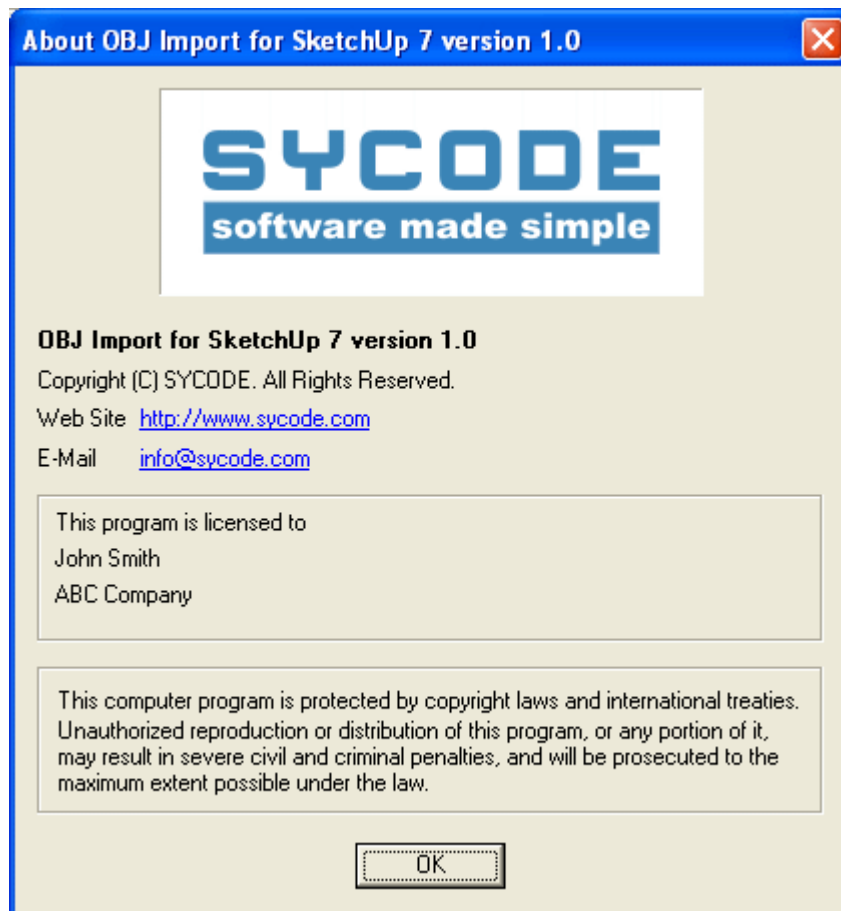 About OBJ Import for SketchUp 7 version 1.0
SYCODE
software made simple
OBJ Import for SketchUp 7 version 1.0
Copyright (C) SYCODE. All Rights Reserved.
Web Site http://www.sycode.com
E-Mail info@sycode.com
This program is licensed to
John Smith
ABC Company
This computer program is protected by copyright laws and international treaties.
Unauthorized reproduction or distribution of this program, or any portion of it,
may result in severe civil and criminal penalties, and will be prosecuted to the
maximum extent possible under the law.
OK